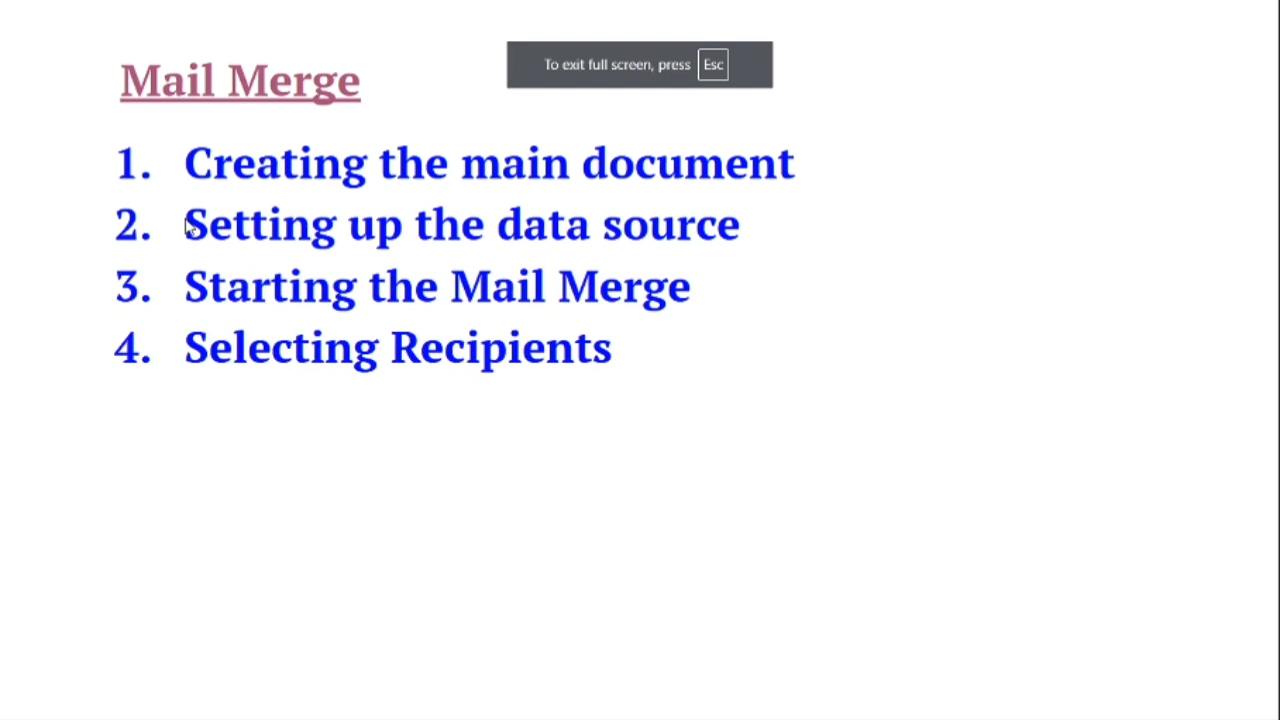 Mail Merge
To exit full screen, press Esc
1. Creating the main document
2. Setting up the data source
3. Starting the Mail Merge
4. Selecting Recipients